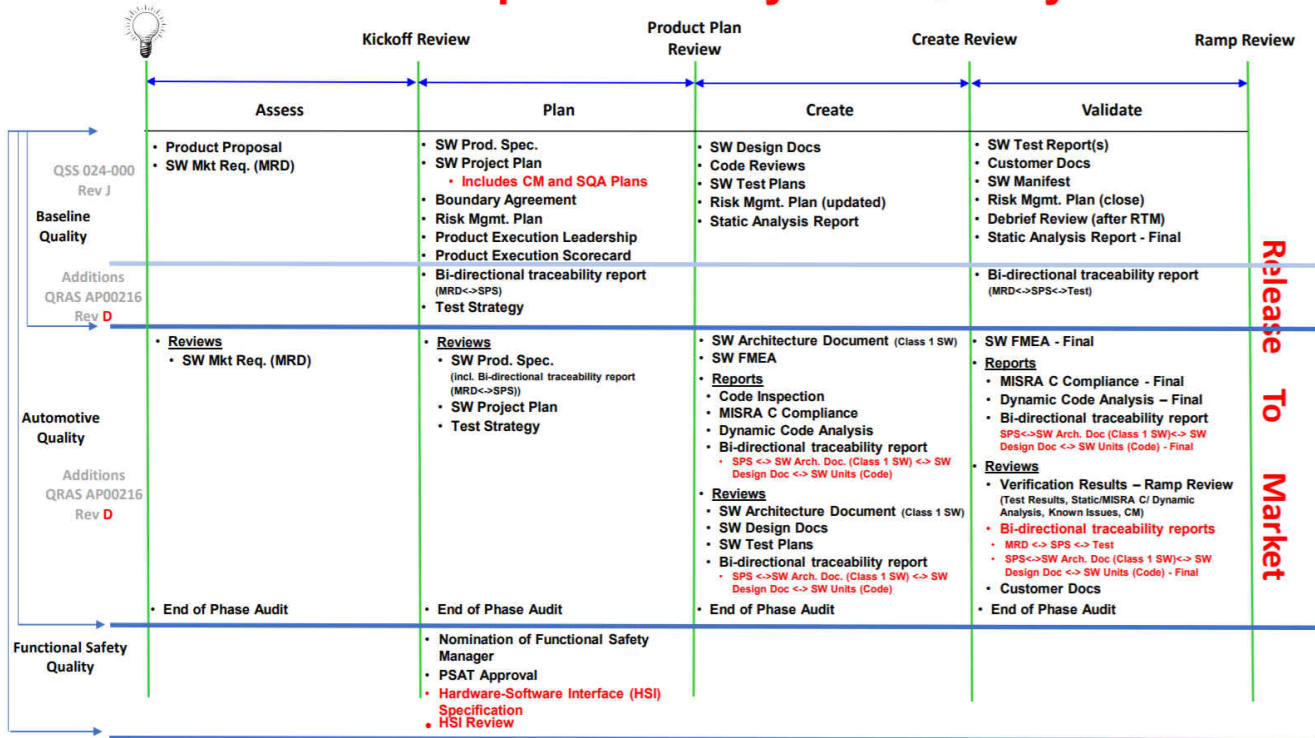 Kickoff Review
Product Plan
Review
Create Review
Ramp Review
Assess
Plan
Create
Validate
QSS 024-000
Rev J
Baseline
Quality
Additions
QRAS AP00216
Rev D
Automotive
Quality
Additions
QRAS AP00216
Rev D
Functional Safety
Quality
• Product Proposal
• SW Mkt Req. (MRD)
• Reviews
• SW Mkt Req. (MRD)
• End of Phase Audit
• SW Prod. Spec.
• SW Project Plan
• Includes CM and SQA Plans
• Boundary Agreement
• Risk Mgmt. Plan
• Product Execution Leadership
• Product Execution Scorecard
• Bi-directional traceability report
(MRD<->SPS)
• Test Strategy
• Reviews
• SW Prod. Spec.
(incl. Bi-directional traceability report
(MRD<->SPS))
• SW Project Plan
• Test Strategy
• End of Phase Audit
• Nomination of Functional Safety
Manager
• PSAT Approval
• Hardware-Software Interface (HSI)
Specification
• HSI Review
• SW Design Docs
• Code Reviews
• SW Test Plans
• Risk Mgmt. Plan (updated)
• Static Analysis Report
• SW Architecture Document (Class 1 SW)
• SW FMEA
• Reports
• Code Inspection
• MISRA C Compliance
• Dynamic Code Analysis
• Bi-directional traceability report
• SPS <-> SW Arch. Doc. (Class 1 SW) <-> SW
Design Doc <-> SW Units (Code)
• Reviews
• SW Architecture Document (Class 1 SW)
• SW Design Docs
• SW Test Plans
• Bi-directional traceability report
• SPS <->SW Arch. Doc. (Class 1 SW) <-> SW
Design Doc <-> SW Units (Code)
• End of Phase Audit
• SW Test Report(s)
• Customer Docs
• SW Manifest
• Risk Mgmt. Plan (close)
• Debrief Review (after RTM)
• Static Analysis Report - Final
• Bi-directional traceability report
(MRD<->SPS<->Test)
• SW FMEA - Final
• Reports
• MISRA C Compliance - Final
• Dynamic Code Analysis – Final
• Bi-directional traceability report
SPS<->SW Arch. Doc (Class 1 SW)<-> SW
Design Doc <-> SW Units (Code) - Final
• Reviews
• Verification Results – Ramp Review
(Test Results, Static/MISRA C/ Dynamic
Analysis, Known Issues, CM)
• Bi-directional traceability reports
• MRD <-> SPS <-> Test
• SPS<->SW Arch. Doc (Class 1 SW)<-> SW
Design Doc <-> SW Units (Code) - Final
• Customer Docs
• End of Phase Audit
Release To Market